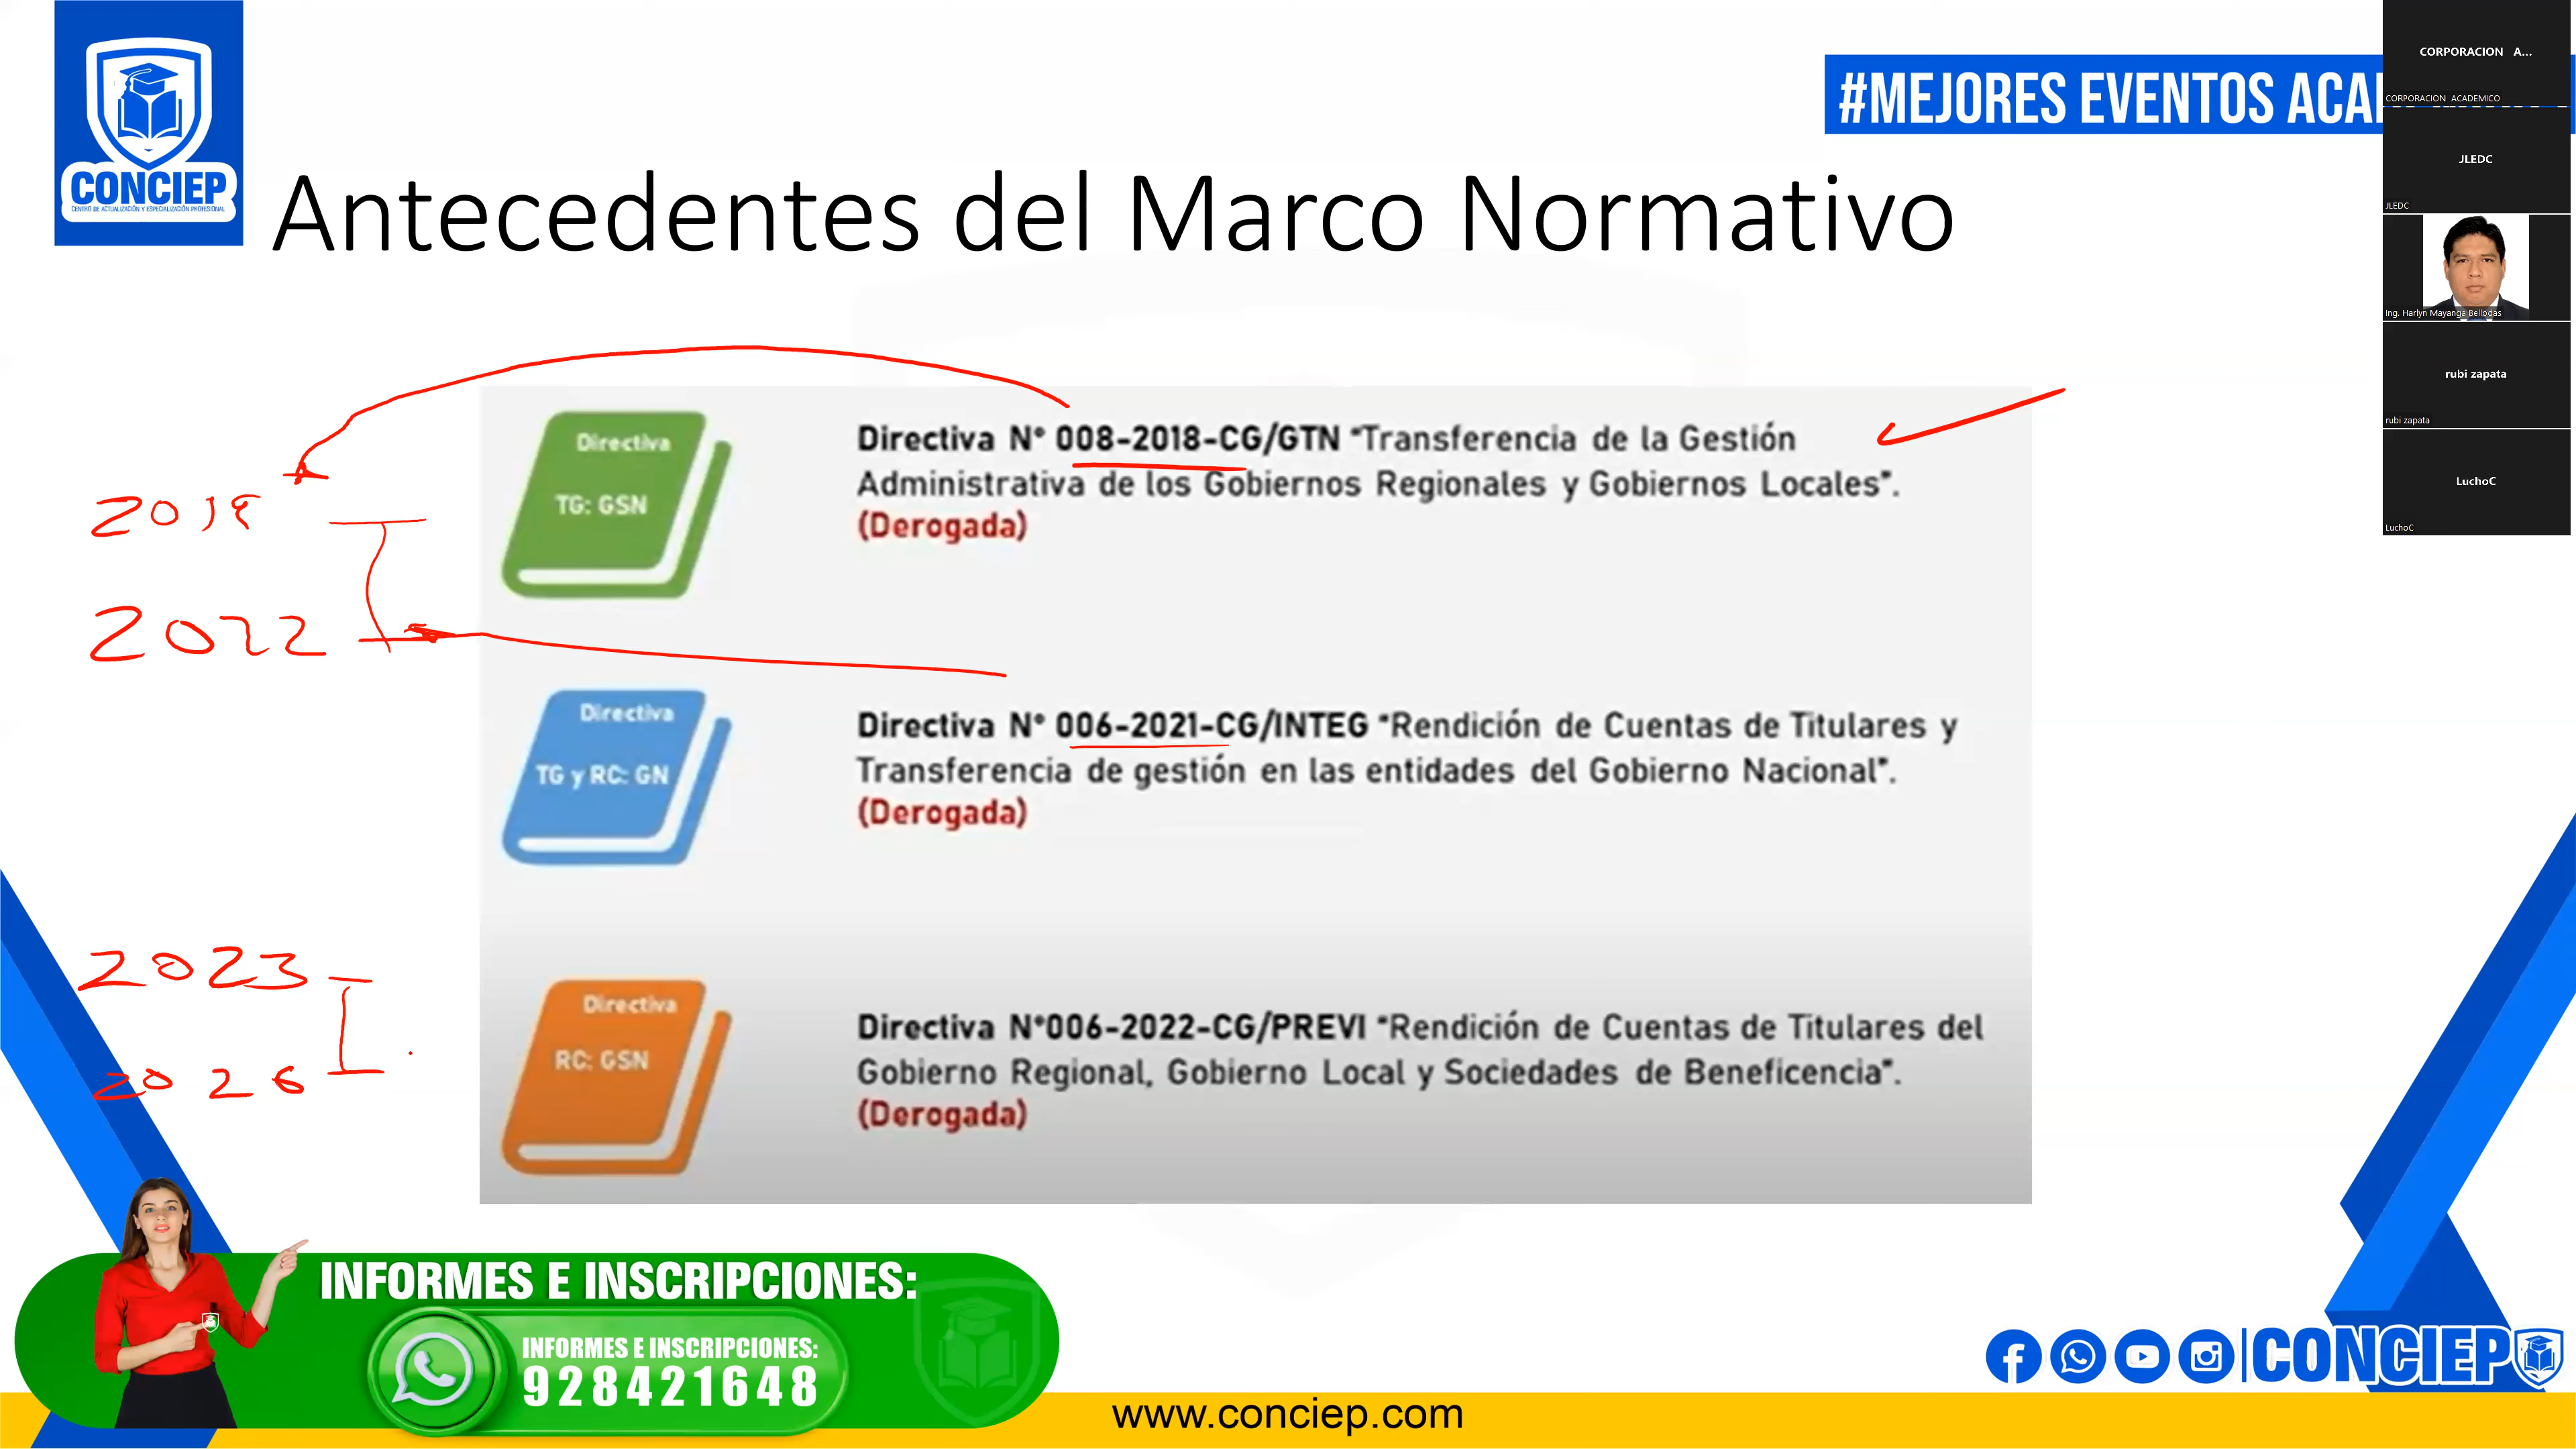 CONCIEP
CENTRO DE ACTUALIZACIÓN Y ESPECIALIZACIÓN PROFESIONAL
#MEJORES EVENTOS ACA
Antecedentes del Marco Normativo
CORPORACION A...
CORPORACION ACADEMICO
JLEDC
JLEDC
Ing. Harlyn Mayanga Bellodas
rubi zapata
rubi zapata
LuchoC
LuchoC
Directiva
TG: GSN
Directiva N° 008-2018-CG/GTN "Transferencia de la Gestión
Administrativa de los Gobiernos Regionales y Gobiernos Locales".
(Derogada)
2022
Directiva
TG y RC: GN
Directiva N° 006-2021-CG/INTEG "Rendición de Cuentas de Titulares y
Transferencia de gestión en las entidades del Gobierno Nacional".
(Derogada)
2023
2026
Directiva
RC: GSN
Directiva N°006-2022-CG/PREVI "Rendición de Cuentas de Titulares del
Gobierno Regional, Gobierno Local y Sociedades de Beneficencia".
(Derogada)
INFORMES E INSCRIPCIONES:
INFORMES E INSCRIPCIONES:
928421648
www.conciep.com
CONCIEP